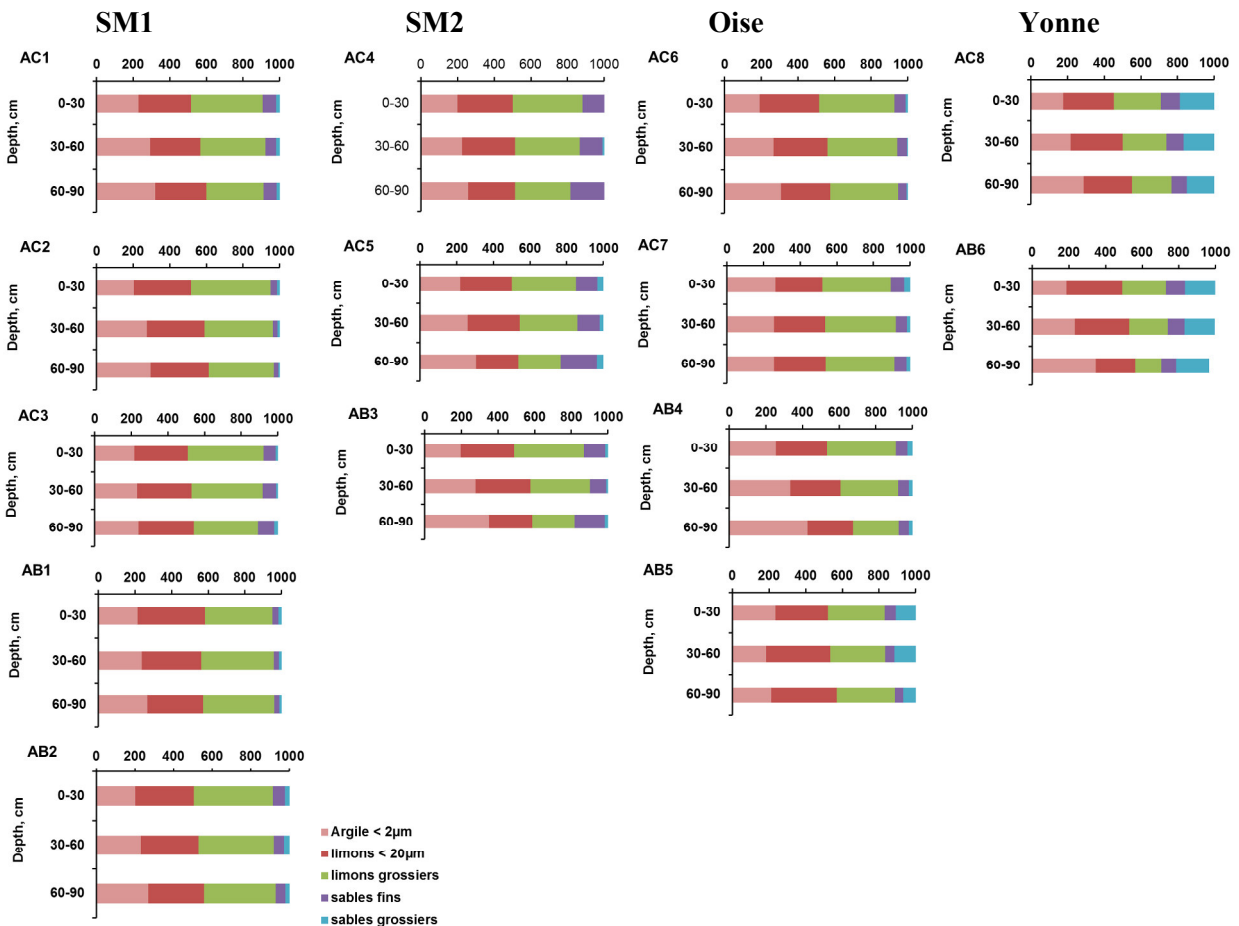 SM1 SM2 Oise Yonne
AC1
0 200 400 600 800 1000
Depth, cm
0-30
30-60
60-90
AC4
0 200 400 600 800 1000
Depth, cm
0-30
30-60
60-90
AC6
0 200 400 600 800 1000
Depth, cm
0-30
30-60
60-90
AC8
0 200 400 600 800 1000
Depth, cm
0-30
30-60
60-90
AC2
0 200 400 600 800 1000
Depth, cm
0-30
30-60
60-90
AC5
0 200 400 600 800 1000
Depth, cm
0-30
30-60
60-90
AC7
0 200 400 600 800 1000
Depth, cm
0-30
30-60
60-90
AB6
0 200 400 600 800 1000
Depth, cm
0-30
30-60
60-90
AC3
0 200 400 600 800 1000
Depth, cm
0-30
30-60
60-90
AB3
0 200 400 600 800 1000
Depth, cm
0-30
30-60
60-90
AB4
0 200 400 600 800 1000
Depth, cm
0-30
30-60
60-90
AB1
0 200 400 600 800 1000
Depth, cm
0-30
30-60
60-90
AB5
0 200 400 600 800 1000
Depth, cm
0-30
30-60
60-90
AB2
0 200 400 600 800 1000
Depth, cm
0-30
30-60
60-90
Argile < 2µm
limons < 20µm
limons grossiers
sables fins
sables grossiers